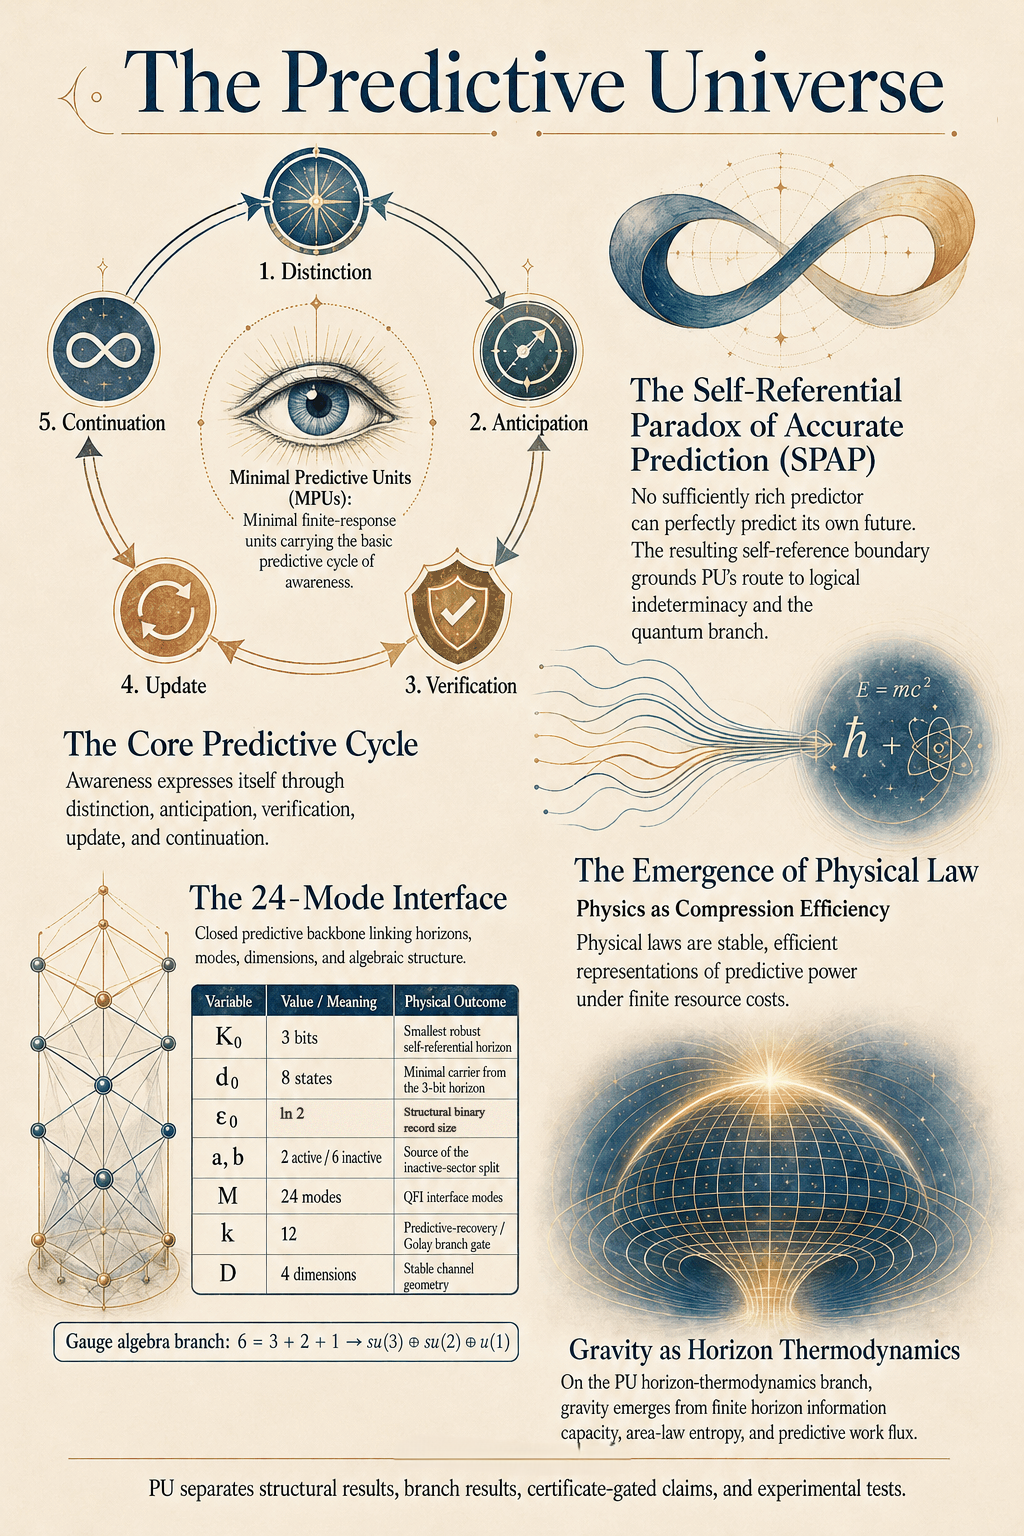 The Predictive Universe
1. Distinction
2. Anticipation
3. Verification
4. Update
5. Continuation
Minimal Predictive Units
(MPUs):
Minimal finite-response
units carrying the basic
predictive cycle of
awareness.
The Core Predictive Cycle
Awareness expresses itself through
distinction, anticipation, verification,
update, and continuation.
The Self-Referential
Paradox of Accurate
Prediction (SPAP)
No sufficiently rich predictor
can perfectly predict its own future.
The resulting self-reference boundary
grounds PU's route to logical
indeterminacy and the
quantum branch.
E = mc²
ħ +
The Emergence of Physical Law
Physics as Compression Efficiency
Physical laws are stable, efficient
representations of predictive power
under finite resource costs.
The 24-Mode Interface
Closed predictive backbone linking horizons,
modes, dimensions, and algebraic structure.
Variable Value / Meaning Physical Outcome
K₀ 3 bits Smallest robust
self-referential horizon
d₀ 8 states Minimal carrier from
the 3-bit horizon
ε₀ ln 2 Structural binary
record size
a, b 2 active / 6 inactive Source of the
inactive-sector split
M 24 modes QFI interface modes
k 12 Predictive-recovery /
Golay branch gate
D 4 dimensions Stable channel
geometry
Gauge algebra branch: 6 = 3 + 2 + 1 → su(3) ⊕ su(2) ⊕ u(1)
Gravity as Horizon Thermodynamics
On the PU horizon-thermodynamics branch,
gravity emerges from finite horizon information
capacity, area-law entropy, and predictive work flux.
PU separates structural results, branch results, certificate-gated claims, and experimental tests.